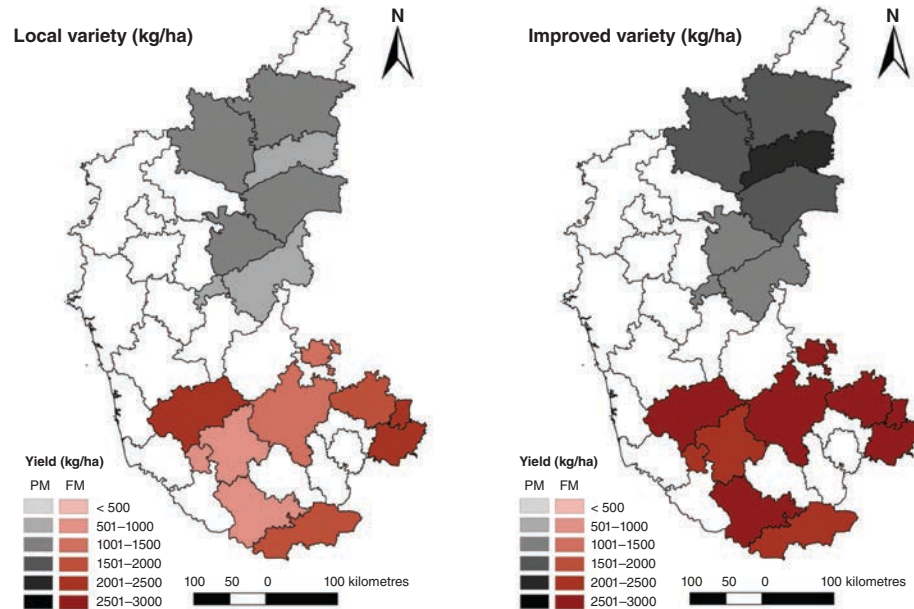 Local variety (kg/ha)
N
Yield (kg/ha)
PM FM
< 500
501–1000
1001–1500
1501–2000
2001–2500
2501–3000
100 50 0 100 kilometres
Improved variety (kg/ha)
N
Yield (kg/ha)
PM FM
< 500
501–1000
1001–1500
1501–2000
2001–2500
2501–3000
100 50 0 100 kilometres